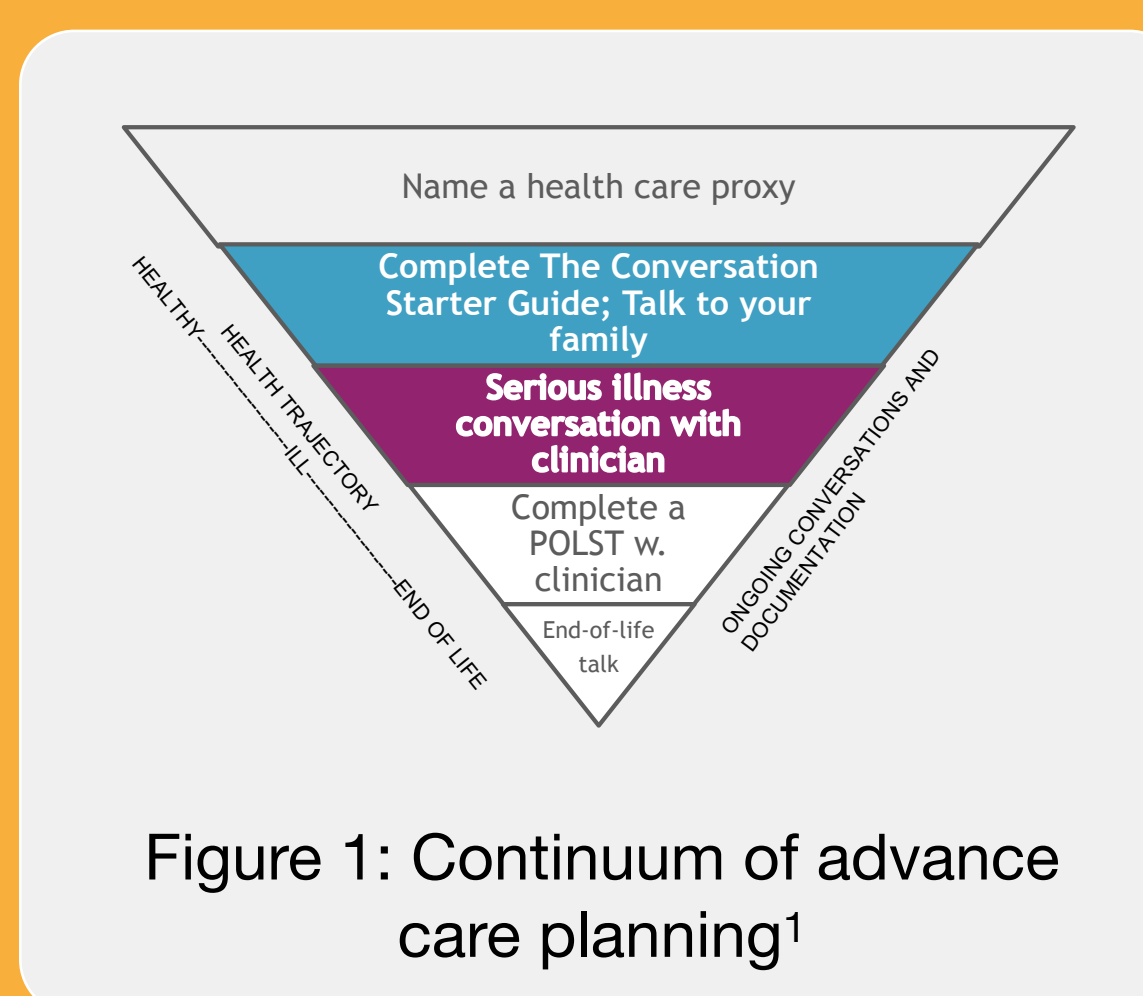 Name a health care proxy
Complete The Conversation
Starter Guide; Talk to your
family
Serious illness
conversation with
clinician
Complete a
POLST w.
clinician
End-of-life
talk
HEALTH TRAJECTORY
HEALTHY----------------------ILL---------------------END OF LIFE
ONGOING CONVERSATIONS AND
DOCUMENTATION
Figure 1: Continuum of advance
care planning¹